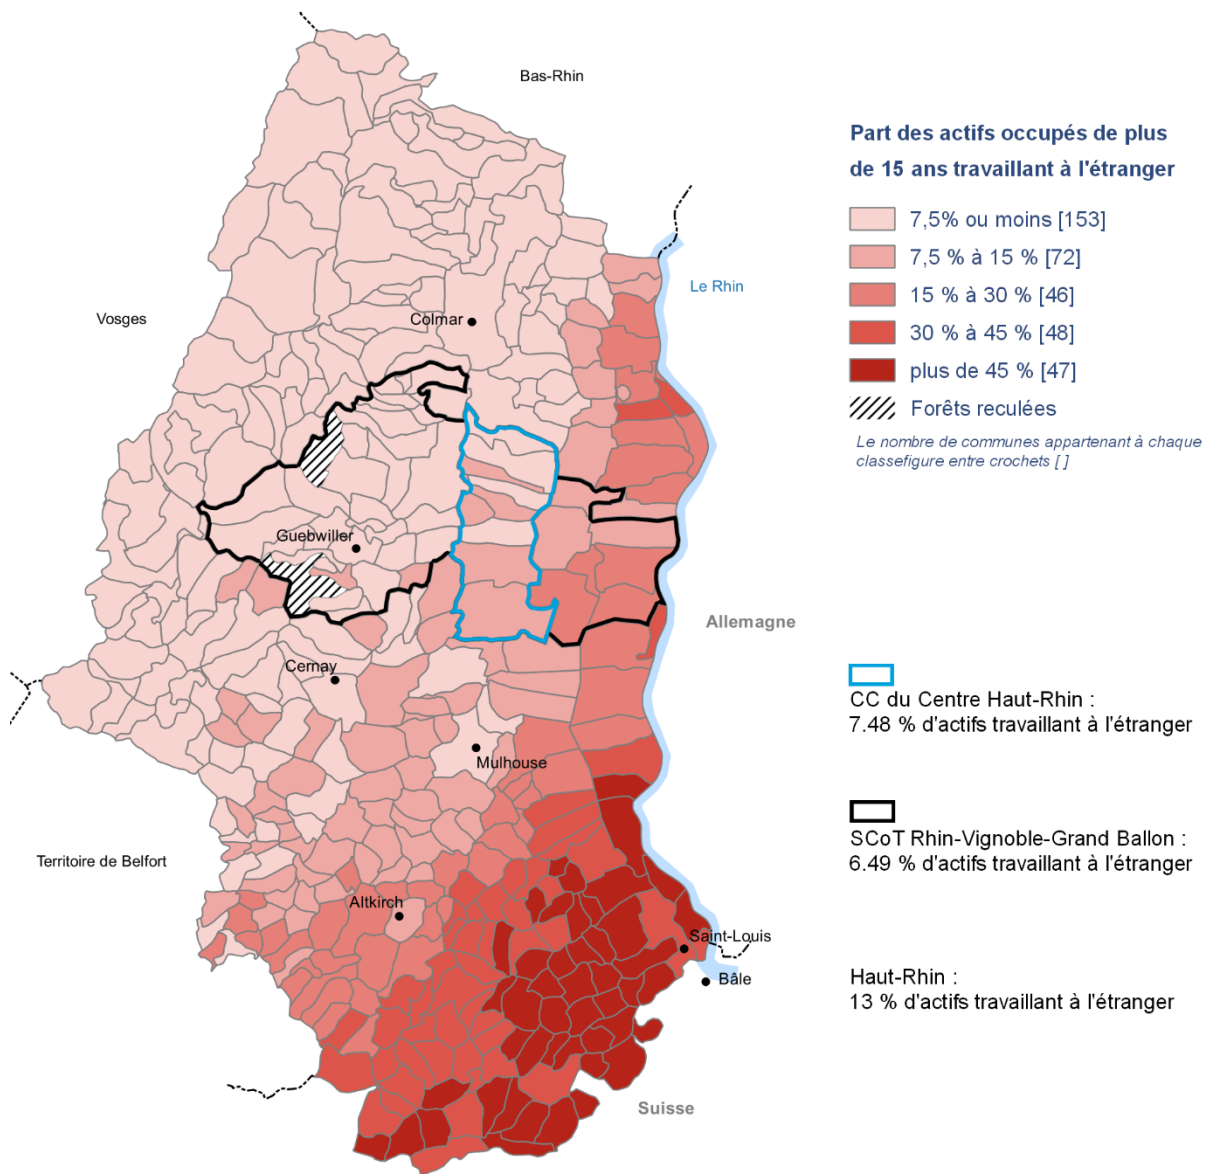 Bas-Rhin
Vosges
Colmar
Le Rhin
Guebwiller
Allemagne
Cernay
Mulhouse
Territoire de Belfort
Altkirch
Saint-Louis
Bâle
Suisse
Part des actifs occupés de plus
de 15 ans travaillant à l'étranger
7,5% ou moins [153]
7,5 % à 15 % [72]
15 % à 30 % [46]
30 % à 45 % [48]
plus de 45 % [47]
Forêts reculées
Le nombre de communes appartenant à chaque
classefigure entre crochets [ ]
CC du Centre Haut-Rhin :
7.48 % d'actifs travaillant à l'étranger
SCoT Rhin-Vignoble-Grand Ballon :
6.49 % d'actifs travaillant à l'étranger
Haut-Rhin :
13 % d'actifs travaillant à l'étranger